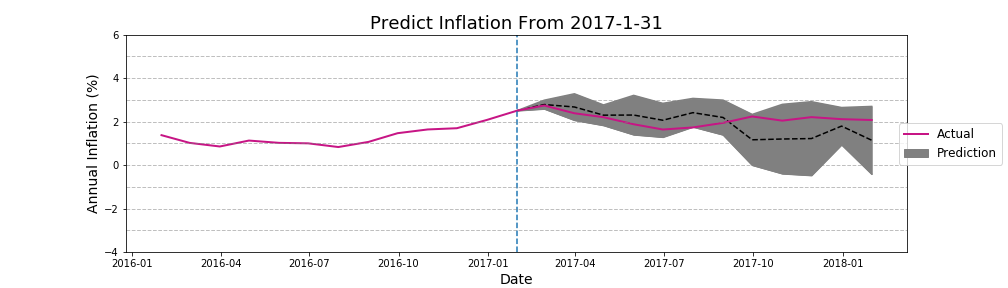 Predict Inflation From 2017-1-31
Annual Inflation (%)
6
4
2
0
−2
−4
2016-01 2016-04 2016-07 2016-10 2017-01 2017-04 2017-07 2017-10 2018-01
Date
Actual
Prediction